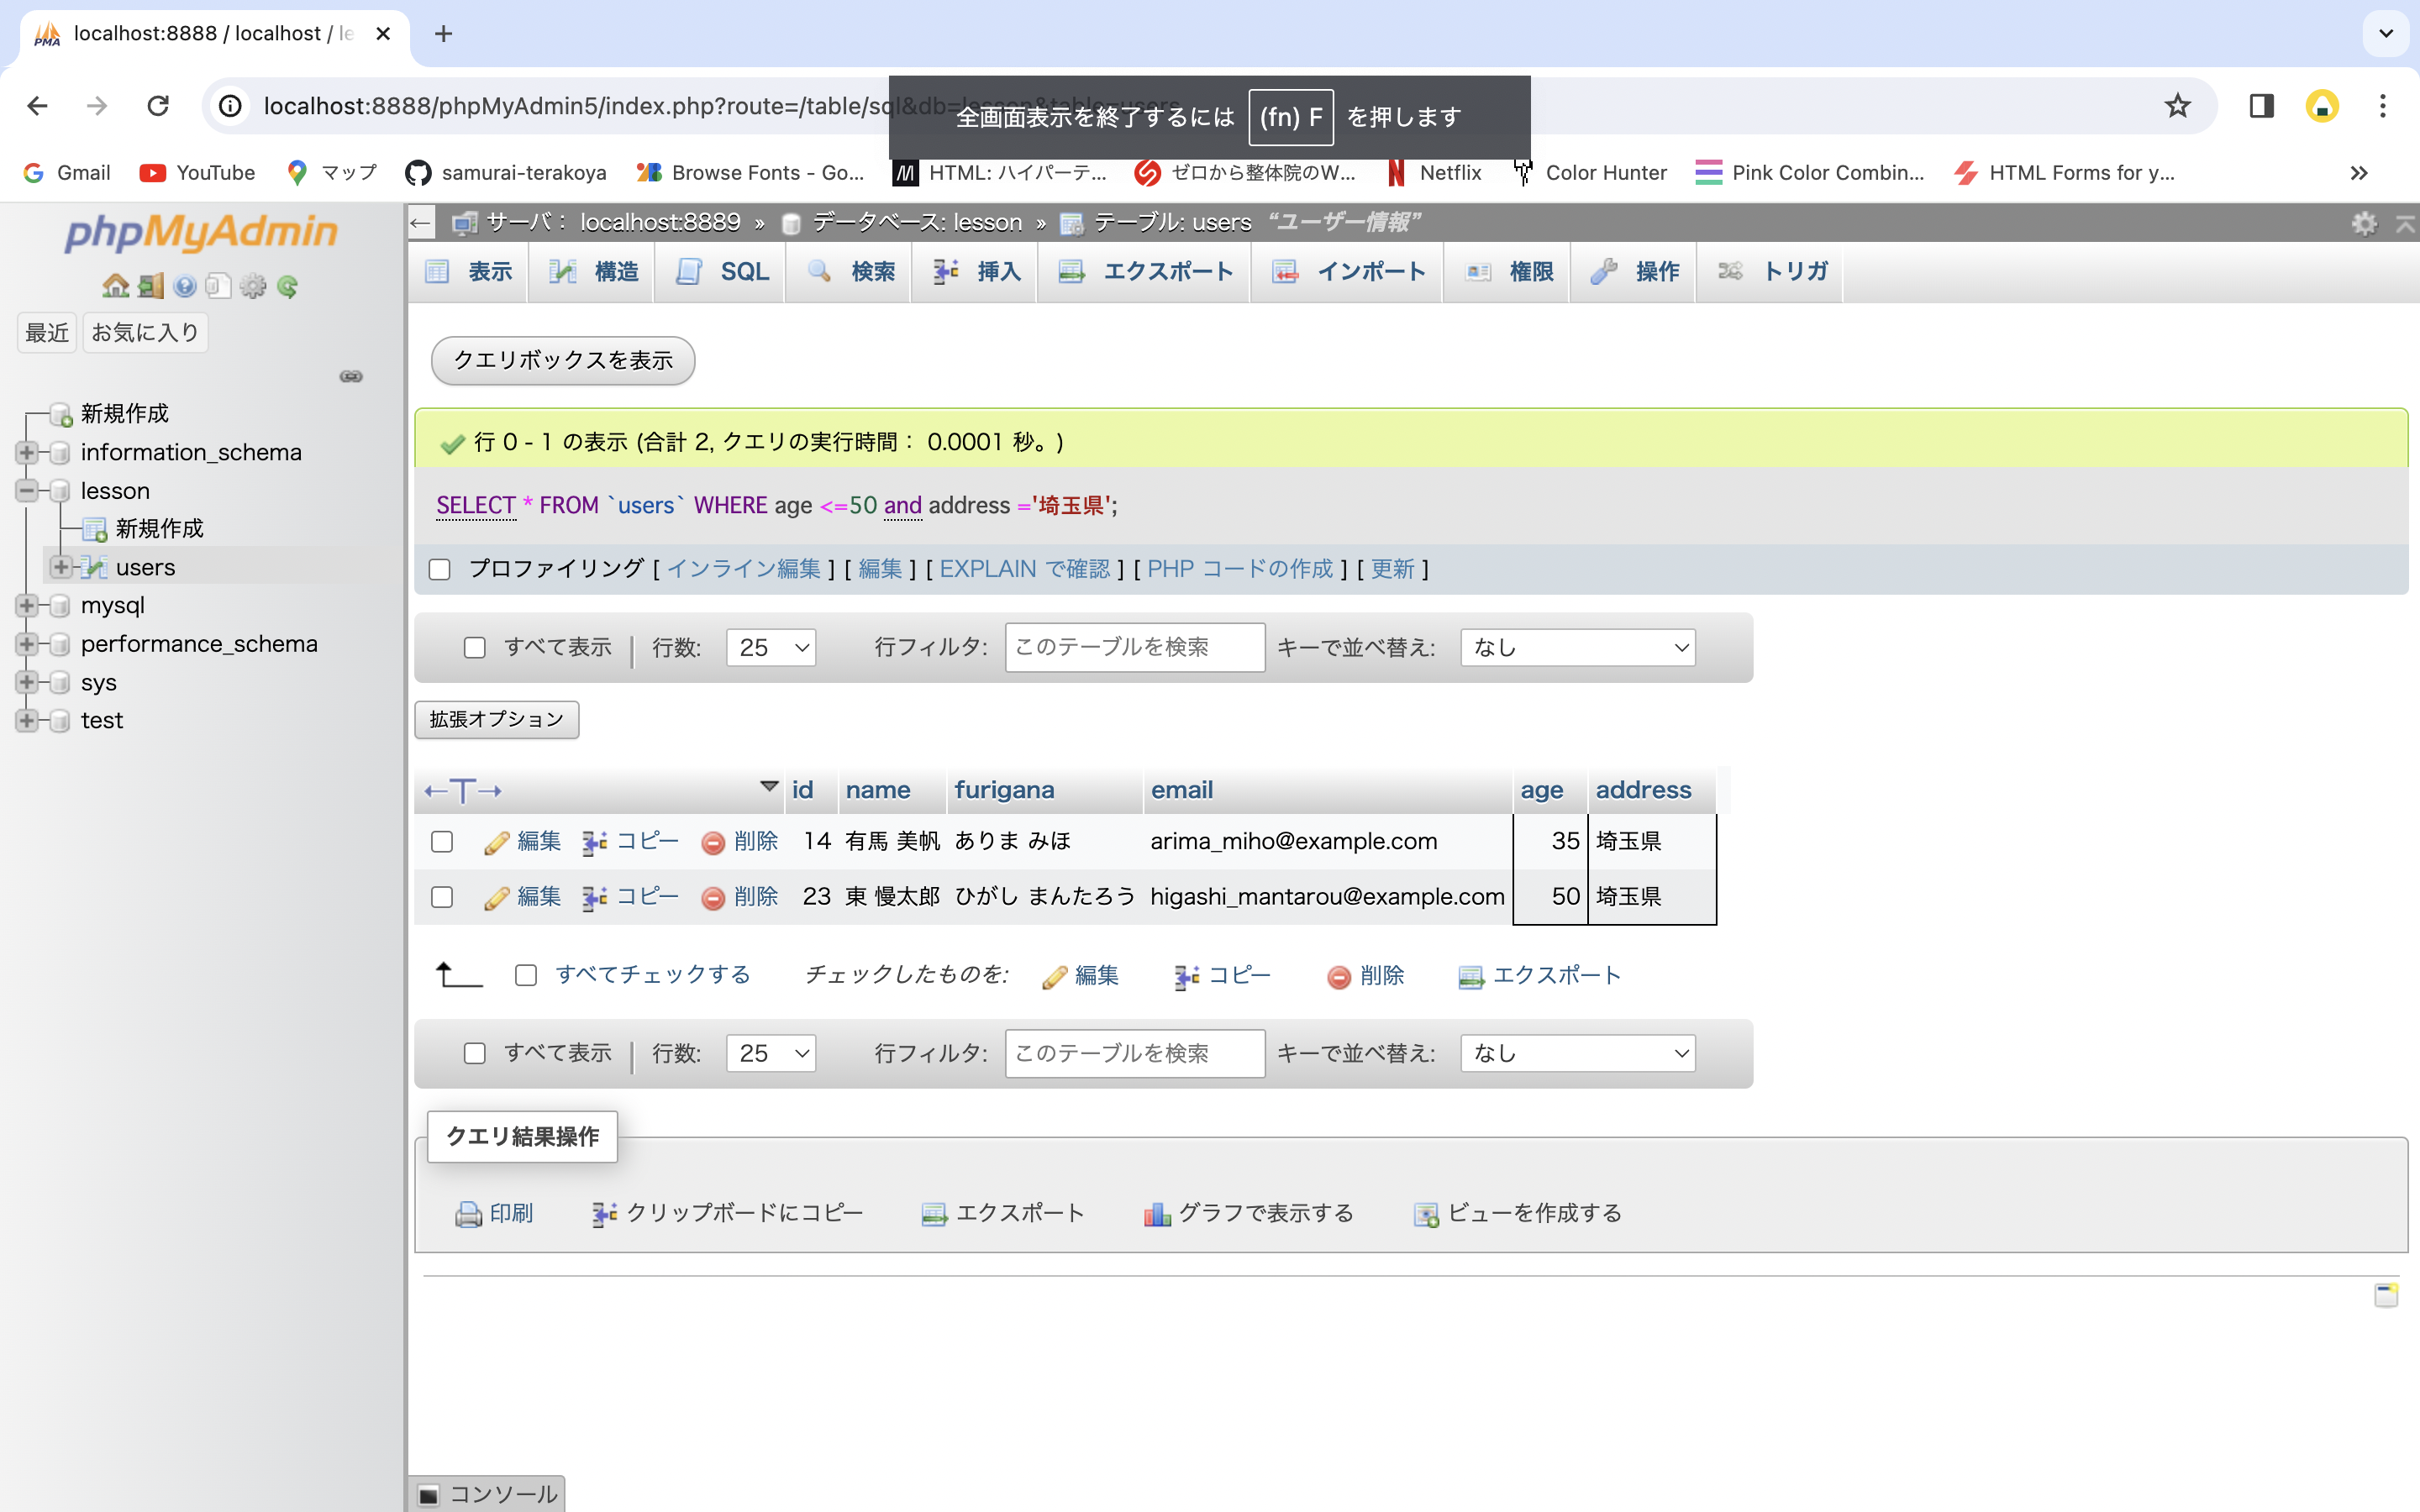 localhost:8888 / localhost / le
localhost:8888/phpMyAdmin5/index.php?route=/table/sql&db=lesson&table=users
全画面表示を終了するには (fn) F を押します
Gmail YouTube マップ samurai-terakoya Browse Fonts - Go... HTML: ハイパーテ... ゼロから整体院のW... Netflix Color Hunter Pink Color Combin... HTML Forms for y... »
phpMyAdmin
最近 お気に入り
新規作成
information_schema
lesson
新規作成
users
mysql
performance_schema
sys
test
サーバ： localhost:8889 » データベース: lesson » テーブル: users “ユーザー情報”
表示 構造 SQL 検索 挿入 エクスポート インポート 権限 操作 トリガ
クエリボックスを表示
行 0 - 1 の表示 (合計 2, クエリの実行時間： 0.0001 秒。)
SELECT * FROM `users` WHERE age <=50 and address ='埼玉県';
プロファイリング [ インライン編集 ] [ 編集 ] [ EXPLAIN で確認 ] [ PHP コードの作成 ] [ 更新 ]
すべて表示 | 行数: 25 行フィルタ: このテーブルを検索 キーで並べ替え: なし
拡張オプション
←T→ id name furigana email age address
編集 コピー 削除 14 有馬 美帆 ありま みほ arima_miho@example.com 35 埼玉県
編集 コピー 削除 23 東 慢太郎 ひがし まんたろう higashi_mantarou@example.com 50 埼玉県
すべてチェックする チェックしたものを: 編集 コピー 削除 エクスポート
すべて表示 | 行数: 25 行フィルタ: このテーブルを検索 キーで並べ替え: なし
クエリ結果操作
印刷 クリップボードにコピー エクスポート グラフで表示する ビューを作成する
コンソール